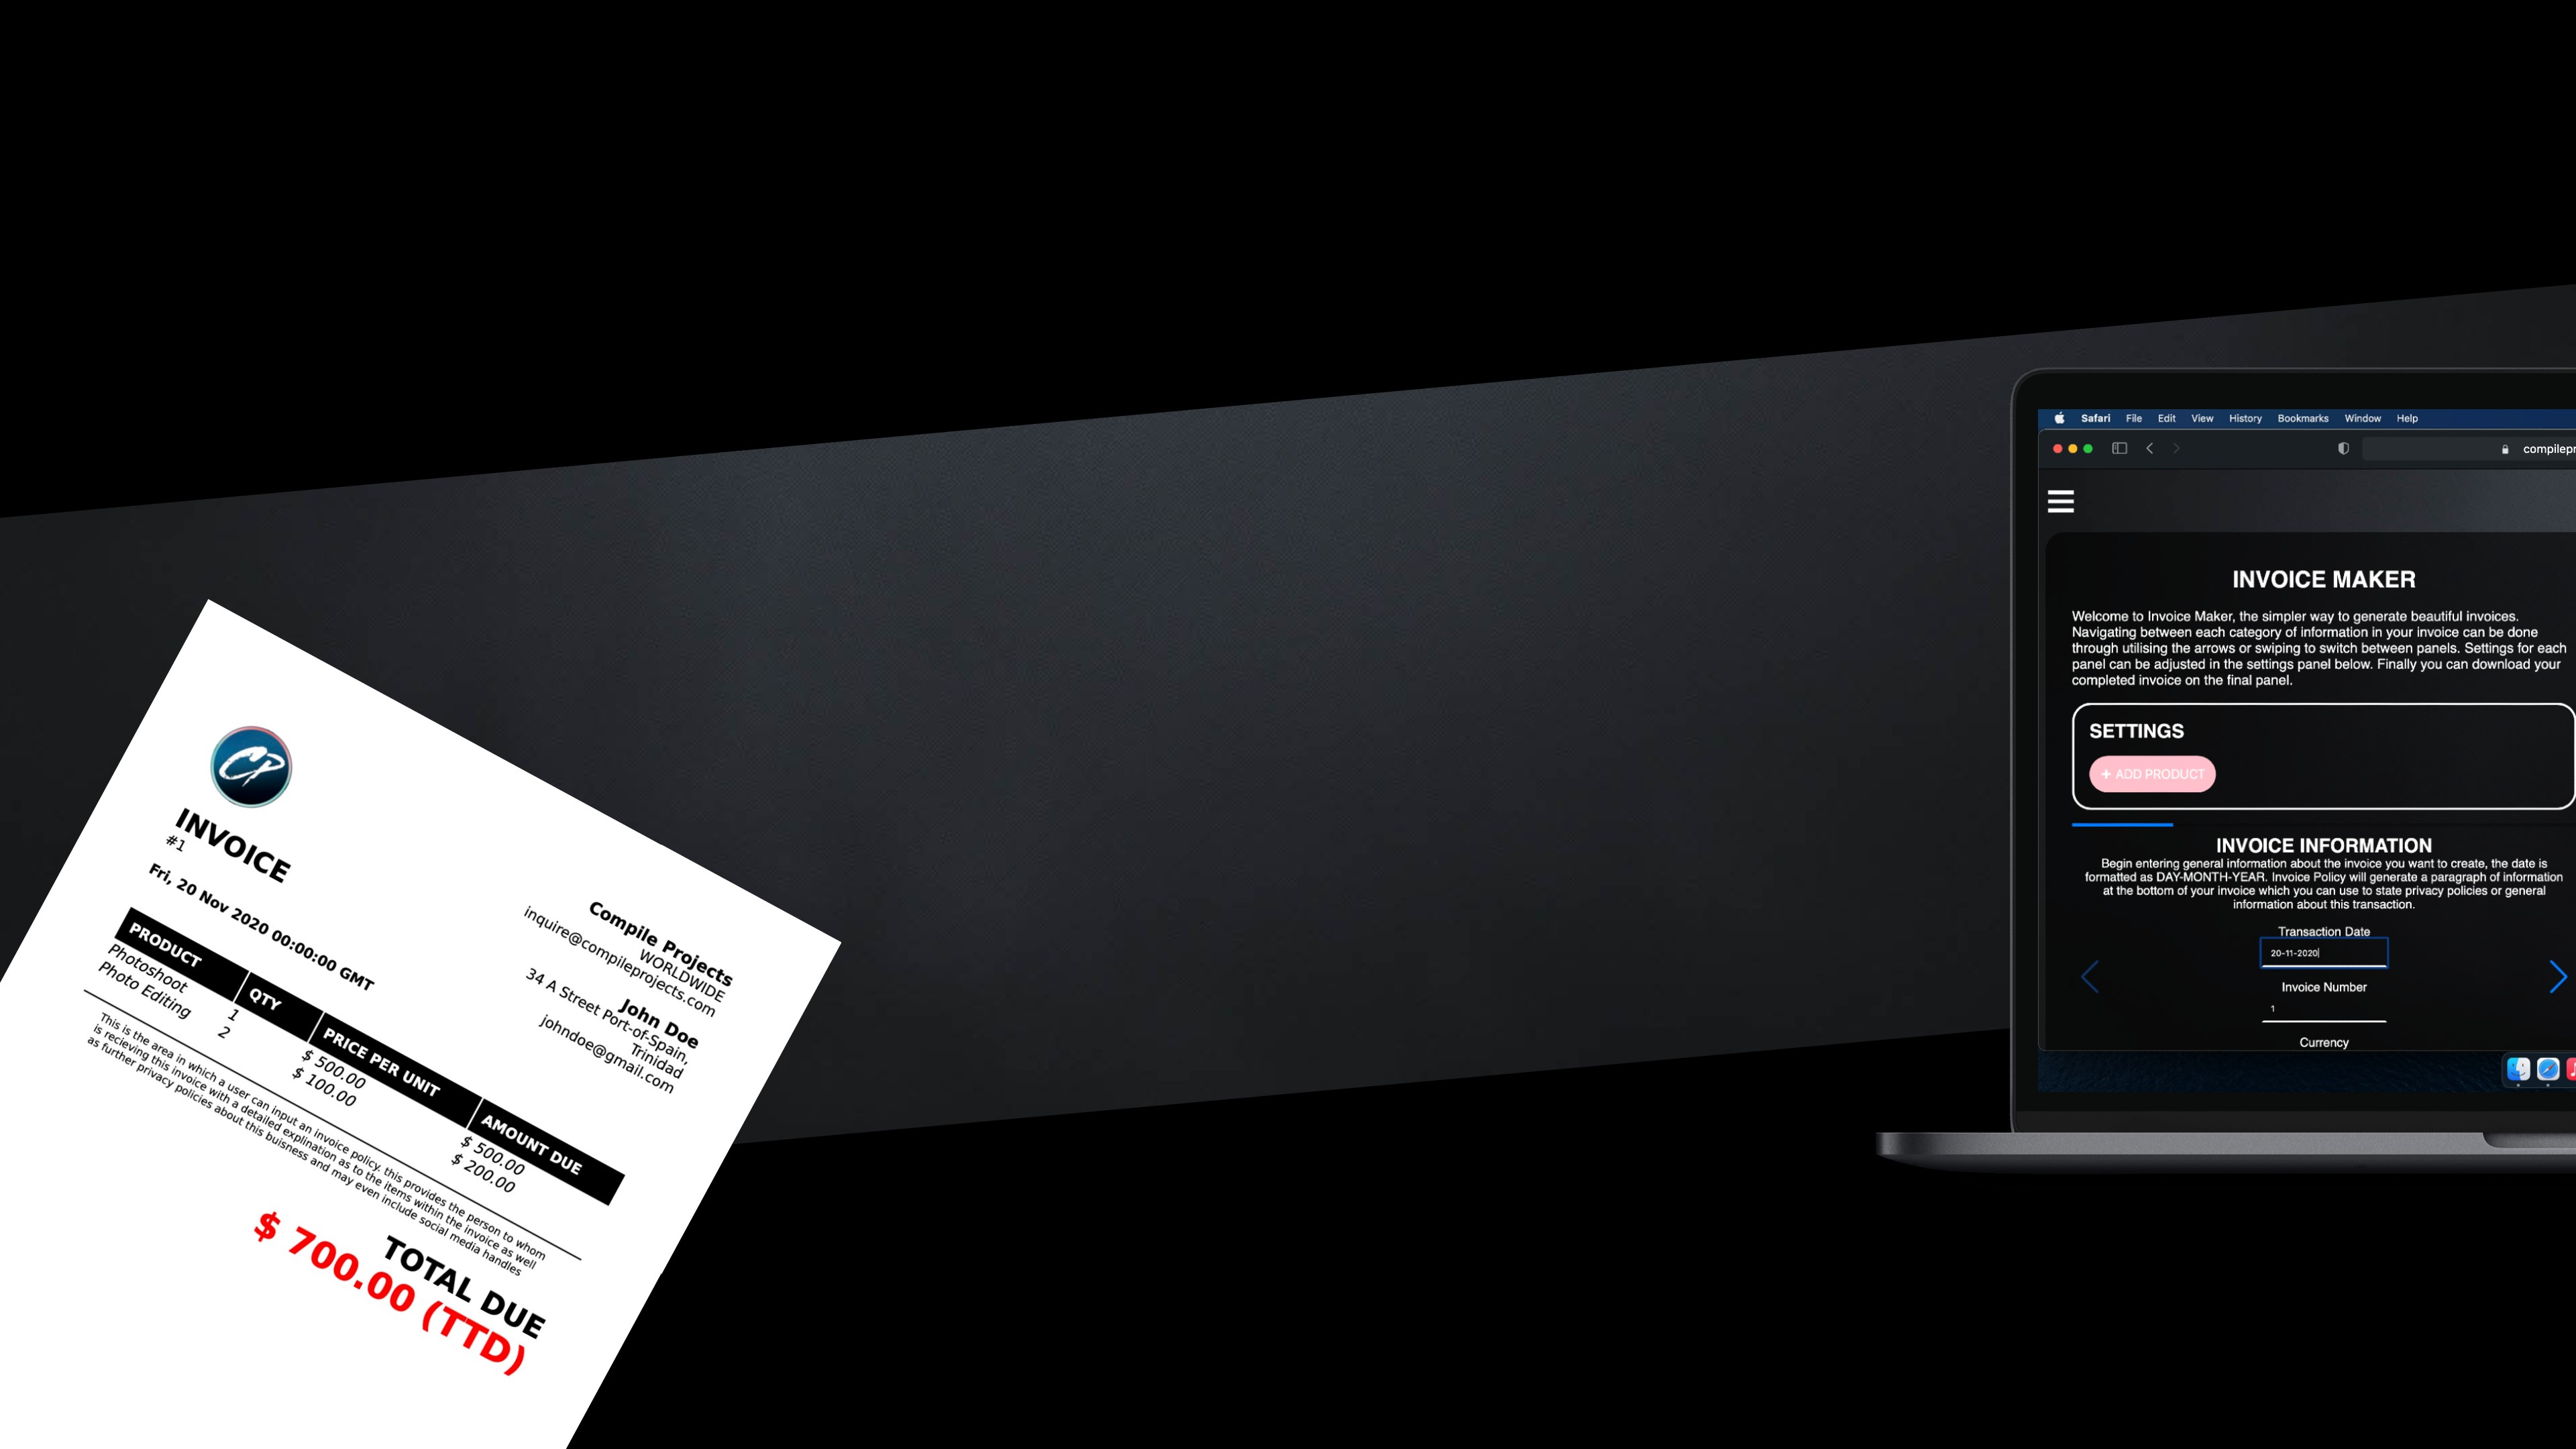 CP
INVOICE
#1
Fri, 20 Nov 2020 00:00:00 GMT
Compile Projects
WORLDWIDE
inquire@compileprojects.com
John Doe
34 A Street Port-of-Spain,
Trinidad
johndoe@gmail.com
PRODUCT QTY PRICE PER UNIT AMOUNT DUE
Photoshoot 1 $ 500.00 $ 500.00
Photo Editing 2 $ 100.00 $ 200.00
This is the area in which a user can input an invoice policy. this provides the person to whom
is recieving this invoice with a detailed explination as to the items within the invoice as well
as further privacy policies about this buisness and may even include social media handles
TOTAL DUE
$ 700.00 (TTD)
Safari File Edit View History Bookmarks Window Help
compilepr
INVOICE MAKER
Welcome to Invoice Maker, the simpler way to generate beautiful invoices.
Navigating between each category of information in your invoice can be done
through utilising the arrows or swiping to switch between panels. Settings for each
panel can be adjusted in the settings panel below. Finally you can download your
completed invoice on the final panel.
SETTINGS
+ ADD PRODUCT
INVOICE INFORMATION
Begin entering general information about the invoice you want to create, the date is
formatted as DAY-MONTH-YEAR. Invoice Policy will generate a paragraph of information
at the bottom of your invoice which you can use to state privacy policies or general
information about this transaction.
Transaction Date
20-11-2020
Invoice Number
1
Currency